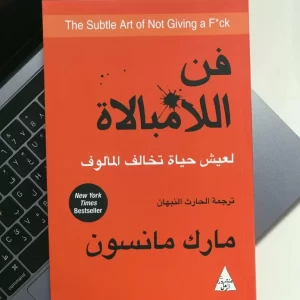 The Subtle Art of Not Giving a F*ck
فن
اللامبالاة
لعيش حياة تخالف المألوف
New York
Times
Bestseller
ترجمة الحارث النبهان
مارك مانسون